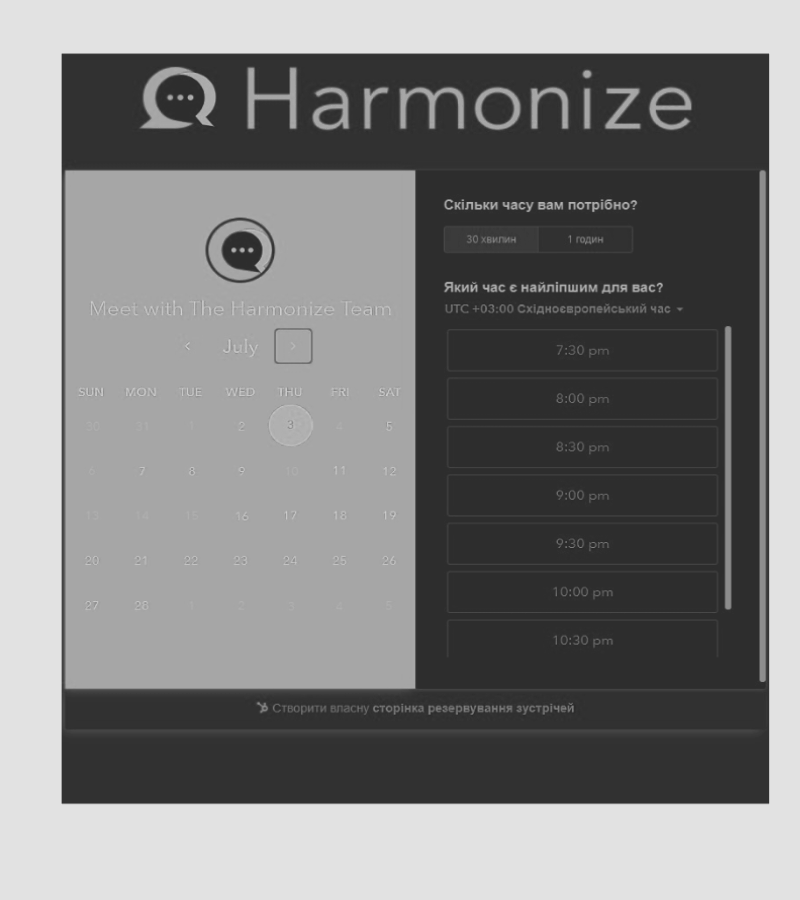 Harmonize
Meet with The Harmonize Team
July
SUN MON TUE WED THU FRI SAT
30 31 1 2 3 4 5
6 7 8 9 10 11 12
13 14 15 16 17 18 19
20 21 22 23 24 25 26
27 28 1 2 3 4 5
Скільки часу вам потрібно?
30 хвилин 1 годин
Який час є найліпшим для вас?
UTC +03:00 Східноєвропейський час
7:30 pm
8:00 pm
8:30 pm
9:00 pm
9:30 pm
10:00 pm
10:30 pm
Створити власну сторінка резервування зустрічей